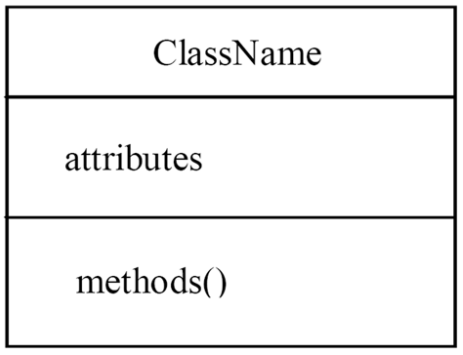 ClassName
attributes
methods()